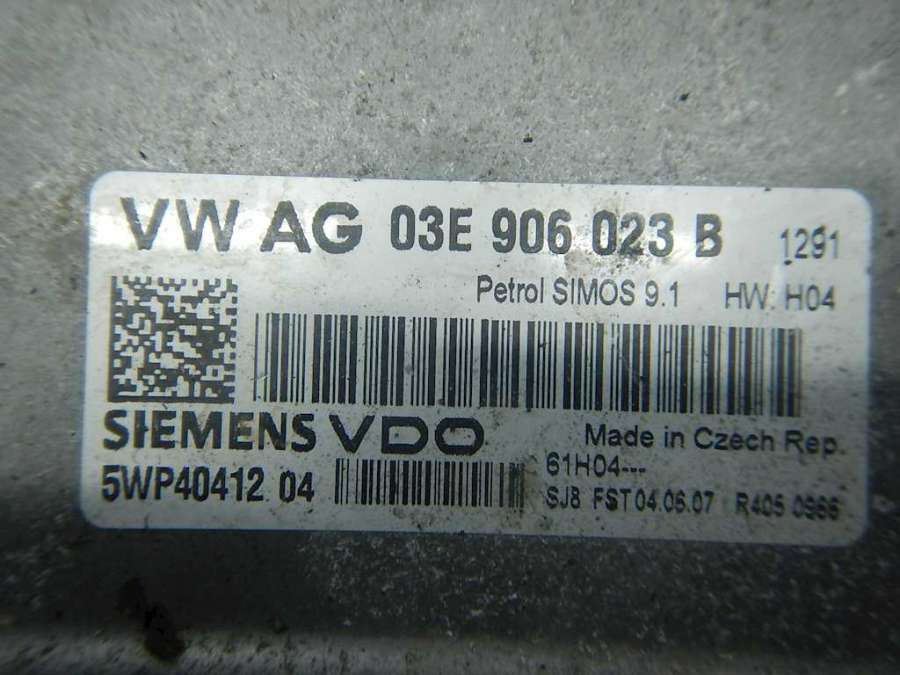 VW AG 03E 906 023 B 1291
Petrol SIMOS 9.1 HW: H04
SIEMENS VDO Made in Czech Rep.
5WP40412 04 61H04---
SJ8 FST 04.06.07 R405 0966